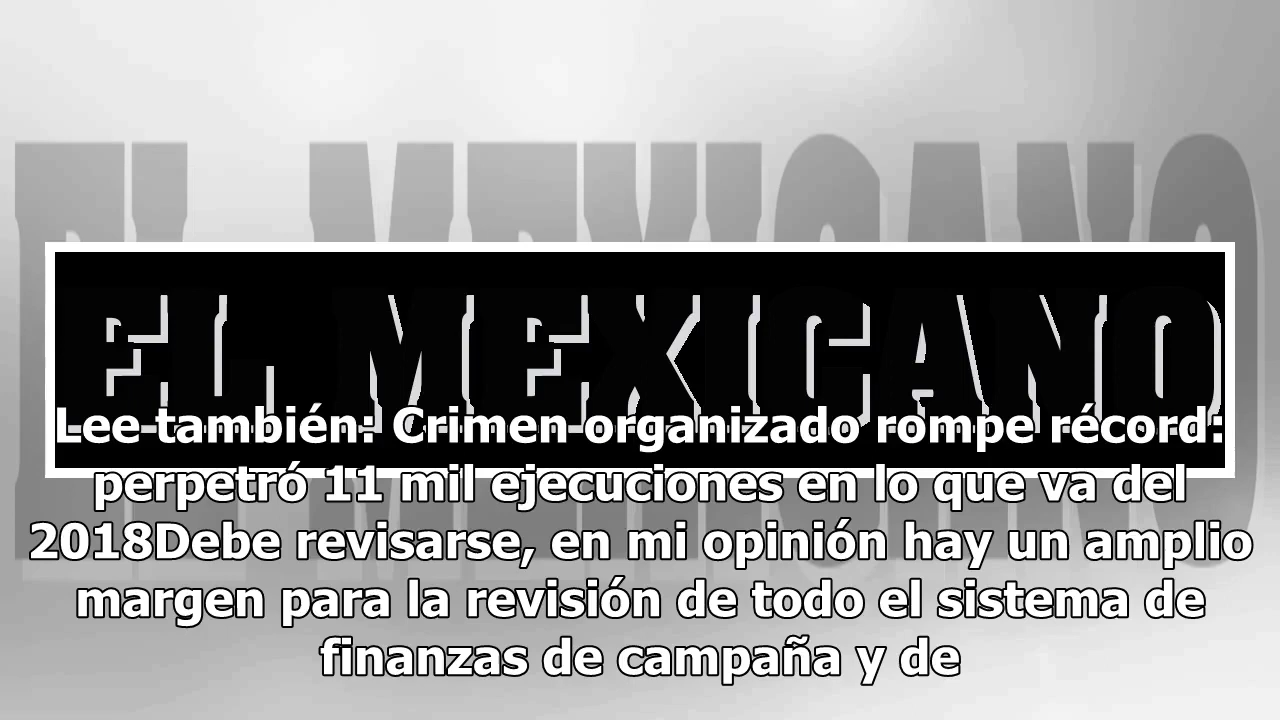 EL MEXICANO
EL MEXICANO
Lee también: Crimen organizado rompe récord:
perpetró 11 mil ejecuciones en lo que va del
2018Debe revisarse, en mi opinión hay un amplio
margen para la revisión de todo el sistema de
finanzas de campaña y de